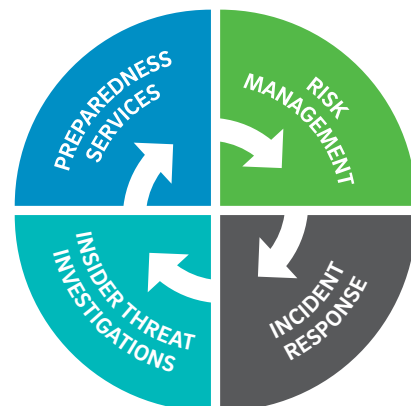 PREPAREDNESS
SERVICES
RISK
MANAGEMENT
INCIDENT
RESPONSE
INSIDER THREAT
INVESTIGATIONS